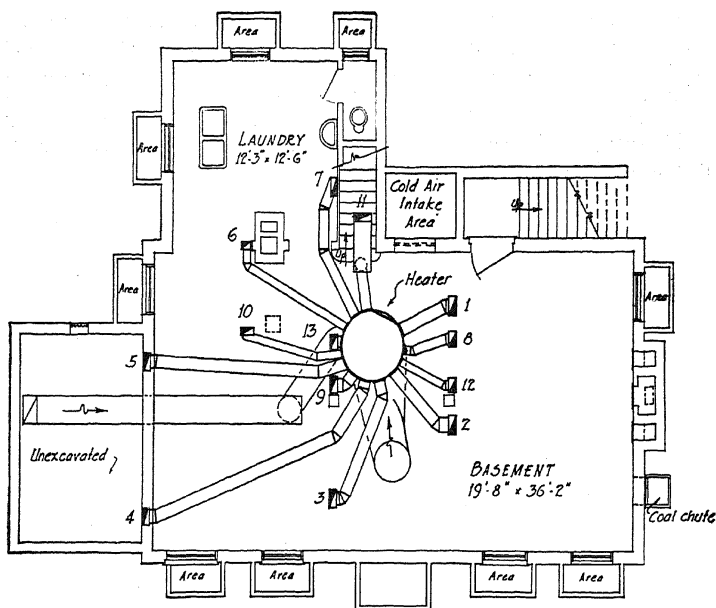 Area
Area
Area
LAUNDRY
12'-3" x 12'-6"
7
11
Cold Air
Intake
Area
Up
6
Up
Heater
Area
Area
1
10
13
8
5
9
12
2
Unexcavated
BASEMENT
19'-8" x 36'-2"
3
4
Coal chute
Area
Area
Area
Area